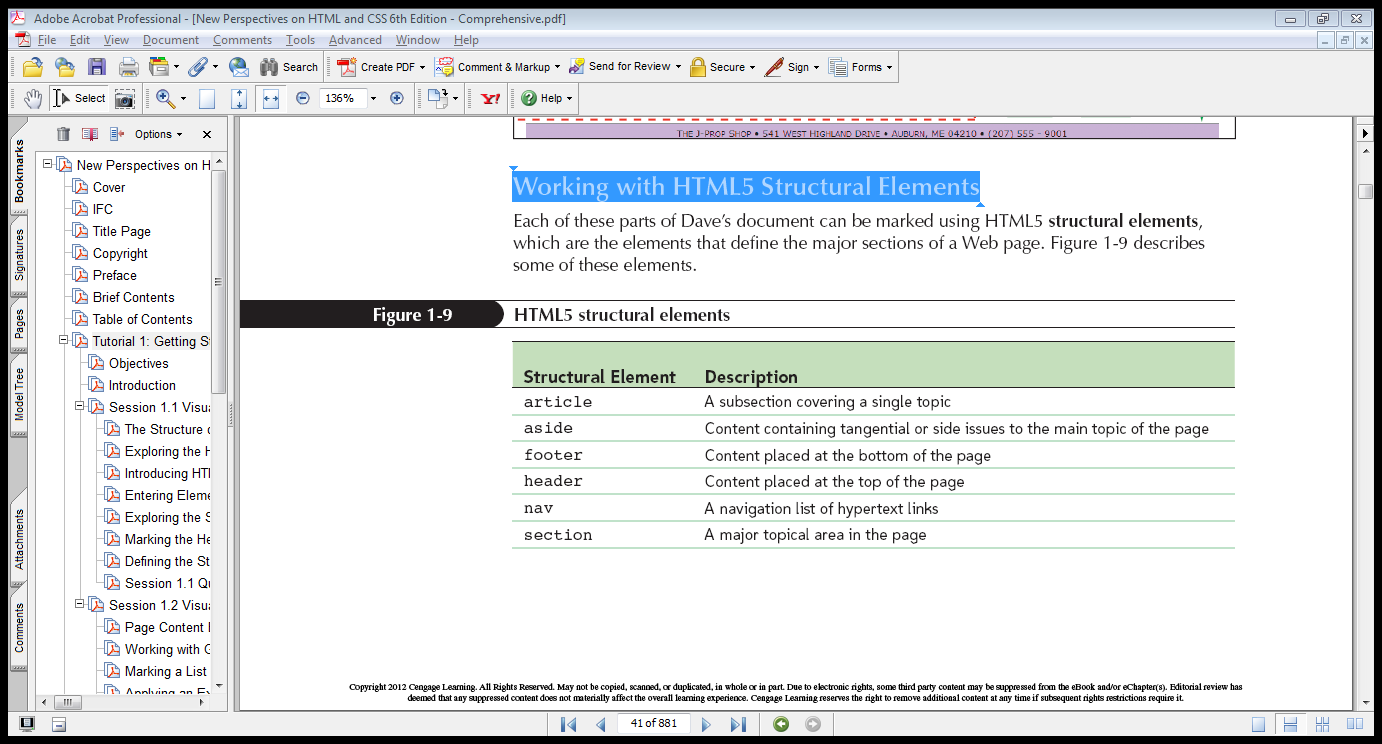 Adobe Acrobat Professional - [New Perspectives on HTML and CSS 6th Edition - Comprehensive.pdf]
File Edit View Document Comments Tools Advanced Window Help
Search Create PDF Comment & Markup Send for Review Secure Sign Forms
Select 136% Y! Help
Bookmarks
Signatures
Pages
Model Tree
Attachments
Comments
Options
New Perspectives on H
Cover
IFC
Title Page
Copyright
Preface
Brief Contents
Table of Contents
Tutorial 1: Getting S
Objectives
Introduction
Session 1.1 Visua
The Structure
Exploring the H
Introducing HT
Entering Eleme
Exploring the S
Marking the He
Defining the St
Session 1.1 Qu
Session 1.2 Visua
Page Content
Working with G
Marking a List
Applying an Ex
THE J-PROP SHOP • 541 WEST HIGHLAND DRIVE • AUBURN, ME 04210 • (207) 555 - 9001
Working with HTML5 Structural Elements
Each of these parts of Dave's document can be marked using HTML5 structural elements,
which are the elements that define the major sections of a Web page. Figure 1-9 describes
some of these elements.
Figure 1-9 HTML5 structural elements
Structural Element Description
article A subsection covering a single topic
aside Content containing tangential or side issues to the main topic of the page
footer Content placed at the bottom of the page
header Content placed at the top of the page
nav A navigation list of hypertext links
section A major topical area in the page
Copyright 2012 Cengage Learning. All Rights Reserved. May not be copied, scanned, or duplicated, in whole or in part. Due to electronic rights, some third party content may be suppressed from the eBook and/or eChapter(s). Editorial review has
deemed that any suppressed content does not materially affect the overall learning experience. Cengage Learning reserves the right to remove additional content at any time if subsequent rights restrictions require it.
41 of 881